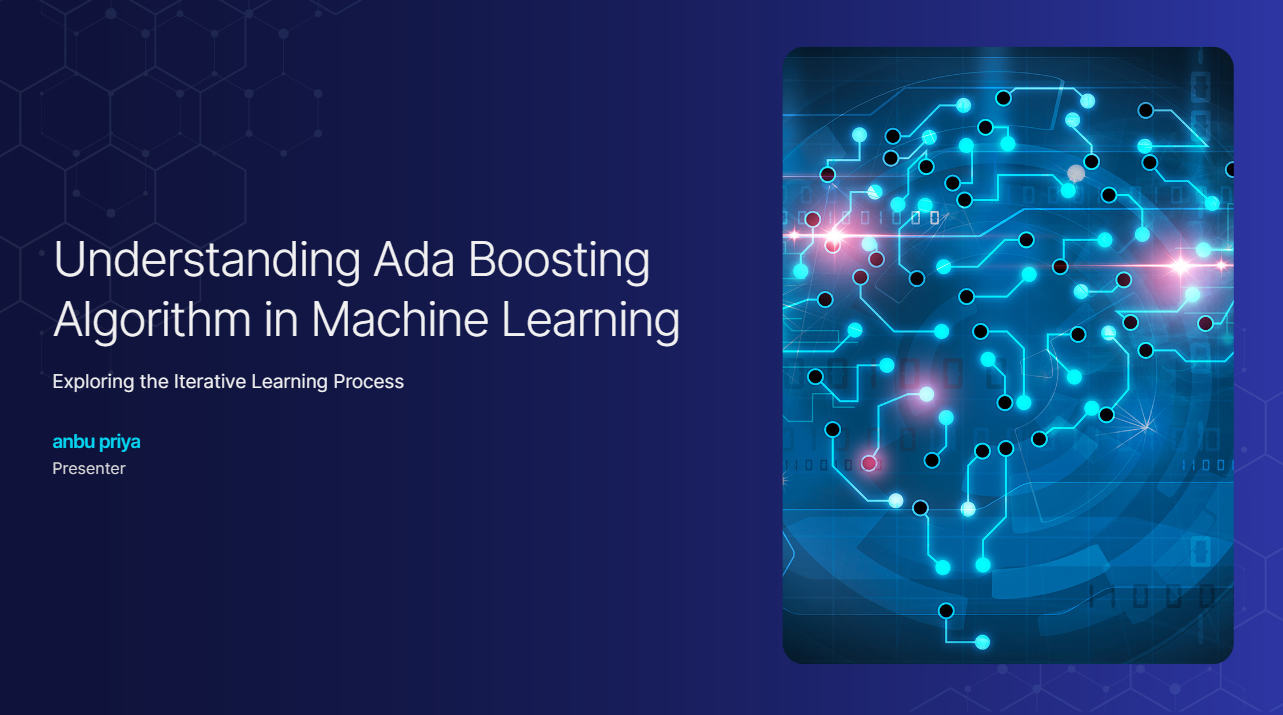 Understanding Ada Boosting
Algorithm in Machine Learning
Exploring the Iterative Learning Process
anbu priya
Presenter